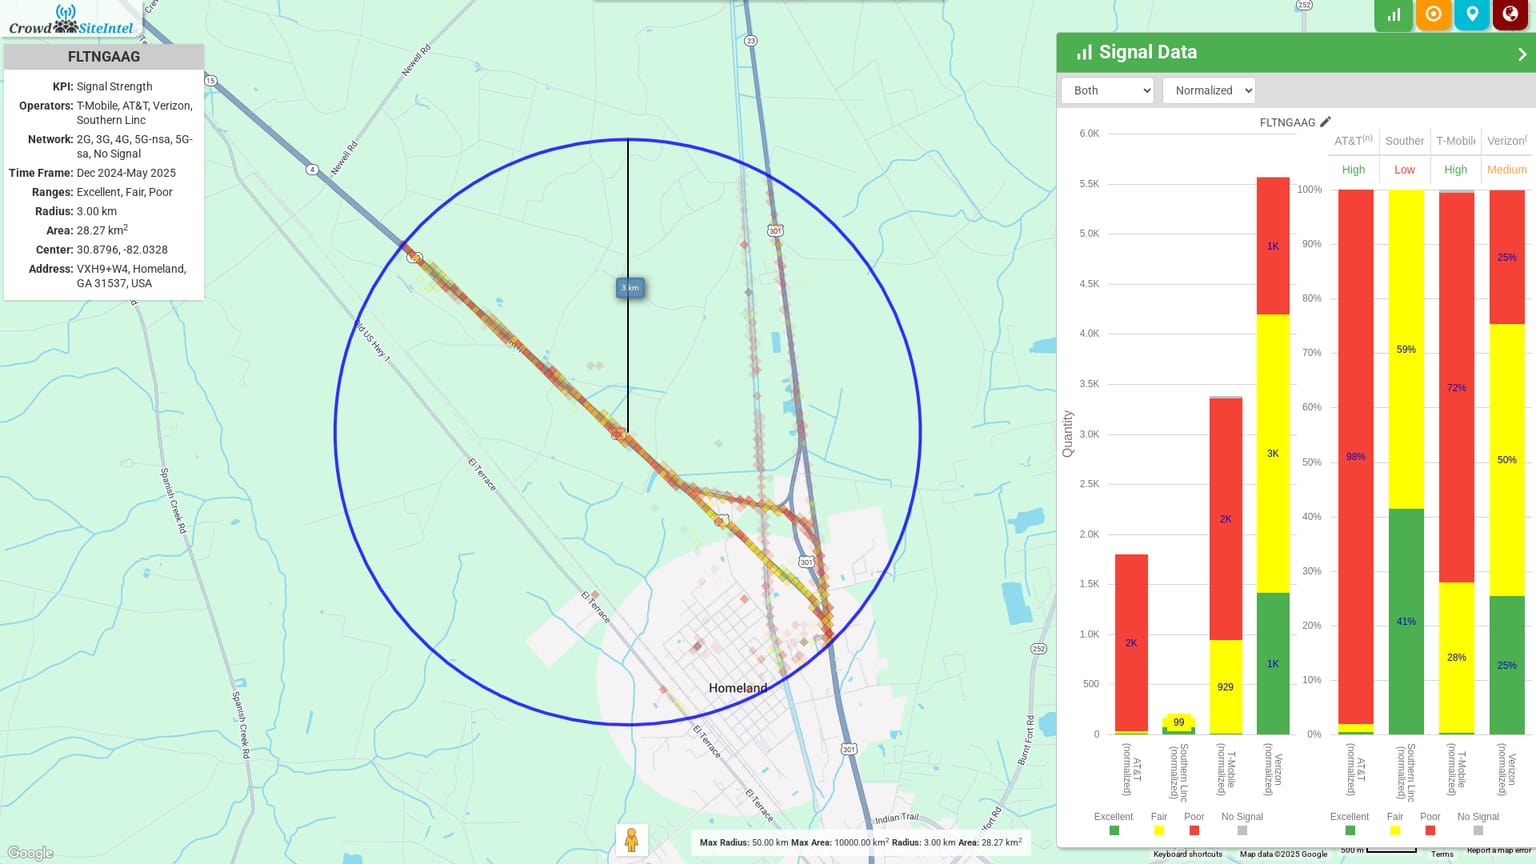 Crowd SiteIntel
FLTNGAAG
KPI: Signal Strength
Operators: T-Mobile, AT&T, Verizon,
Southern Linc
Network: 2G, 3G, 4G, 5G-nsa, 5G-
sa, No Signal
Time Frame: Dec 2024-May 2025
Ranges: Excellent, Fair, Poor
Radius: 3.00 km
Area: 28.27 km2
Center: 30.8796, -82.0328
Address: VXH9+W4, Homeland,
GA 31537, USA
15
4
Newell Rd
Newell Rd
23
252
301
3 km
Old US Hwy 1
El-Terrace
Spanish Creek Rd
Spanish Creek Rd
301
El-Terrace
Homeland
El-Terrace
El-Terrace
252
301
Burnt Fort Rd
Indian Trail
Max Radius: 50.00 km Max Area: 10000.00 km2 Radius: 3.00 km Area: 28.27 km2
Google
Keyboard shortcuts
Map data ©2025 Google
500 m
Terms
Report a map error
Signal Data
Both
Normalized
FLTNGAAG
AT&T(n)
Souther
T-Mobile
Verizon(
High
Low
High
Medium
6.0K
5.5K
5.0K
4.5K
4.0K
3.5K
3.0K
2.5K
2.0K
1.5K
1.0K
500
0
Quantity
2K
99
929
2K
1K
3K
1K
AT&T
(normalized)
Southern Linc
(normalized)
T-Mobile
(normalized)
Verizon
(normalized)
Excellent
Fair
Poor
No Signal
100%
90%
80%
70%
60%
50%
40%
30%
20%
10%
0%
98%
59%
41%
72%
28%
25%
50%
25%
AT&T
(normalized)
Southern Linc
(normalized)
T-Mobile
(normalized)
Verizon
(normalized)
Excellent
Fair
Poor
No Signal